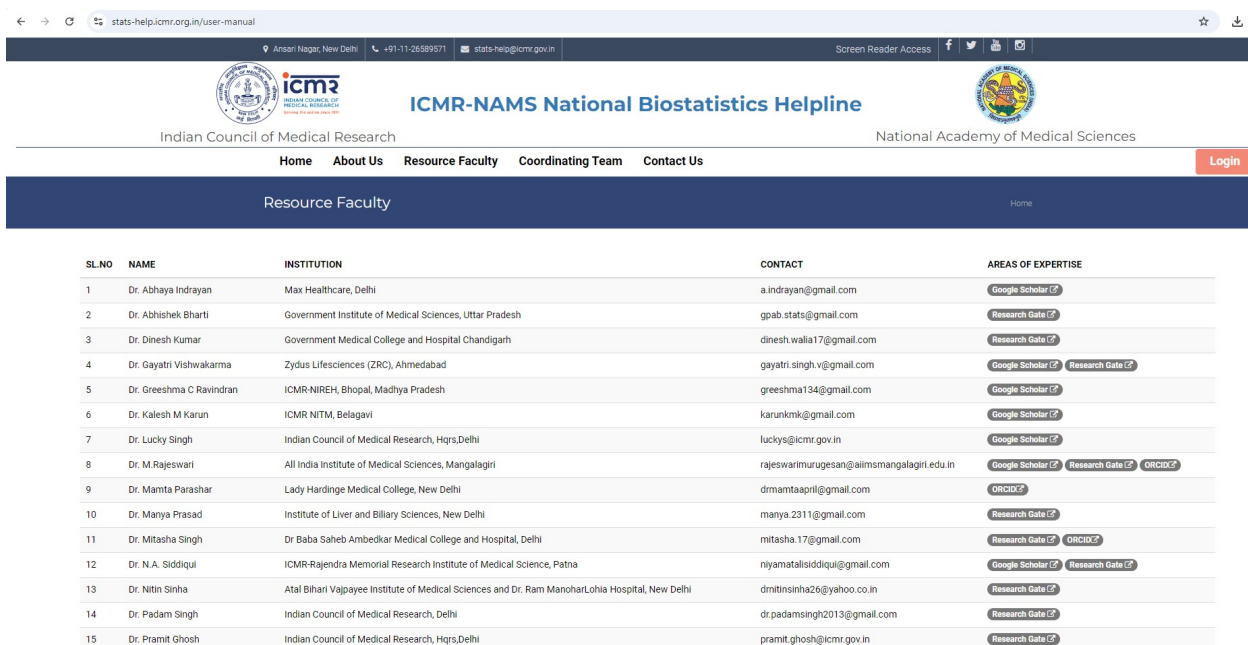 stats-help.icmr.org.in/user-manual
Ansari Nagar, New Delhi +91-11-26589571 stats-help@icmr.gov.in Screen Reader Access
icmr
INDIAN COUNCIL OF
MEDICAL RESEARCH
Serving the nation since 1911
ICMR-NAMS National Biostatistics Helpline
Indian Council of Medical Research National Academy of Medical Sciences
Home About Us Resource Faculty Coordinating Team Contact Us Login
Resource Faculty Home
SL.NO NAME INSTITUTION CONTACT AREAS OF EXPERTISE
1 Dr. Abhaya Indrayan Max Healthcare, Delhi a.indrayan@gmail.com Google Scholar
2 Dr. Abhishek Bharti Government Institute of Medical Sciences, Uttar Pradesh gpab.stats@gmail.com Research Gate
3 Dr. Dinesh Kumar Government Medical College and Hospital Chandigarh dinesh.walia17@gmail.com Research Gate
4 Dr. Gayatri Vishwakarma Zydus Lifesciences (ZRC), Ahmedabad gayatri.singh.v@gmail.com Google Scholar Research Gate
5 Dr. Greeshma C Ravindran ICMR-NIREH, Bhopal, Madhya Pradesh greeshma134@gmail.com Google Scholar
6 Dr. Kalesh M Karun ICMR NITM, Belagavi karunkmk@gmail.com Google Scholar
7 Dr. Lucky Singh Indian Council of Medical Research, Hqrs,Delhi luckys@icmr.gov.in Google Scholar
8 Dr. M.Rajeswari All India Institute of Medical Sciences, Mangalagiri rajeswarimurugesan@aiimsmangalagiri.edu.in Google Scholar Research Gate ORCID
9 Dr. Mamta Parashar Lady Hardinge Medical College, New Delhi drmamtaapril@gmail.com ORCID
10 Dr. Manya Prasad Institute of Liver and Biliary Sciences, New Delhi manya.2311@gmail.com Research Gate
11 Dr. Mitasha Singh Dr Baba Saheb Ambedkar Medical College and Hospital, Delhi mitasha.17@gmail.com Research Gate ORCID
12 Dr. N.A. Siddiqui ICMR-Rajendra Memorial Research Institute of Medical Science, Patna niyamatalisiddiqui@gmail.com Google Scholar Research Gate
13 Dr. Nitin Sinha Atal Bihari Vajpayee Institute of Medical Sciences and Dr. Ram ManoharLohia Hospital, New Delhi drnitinsinha26@yahoo.co.in Research Gate
14 Dr. Padam Singh Indian Council of Medical Research, Delhi dr.padamsingh2013@gmail.com Research Gate
15 Dr. Pramit Ghosh Indian Council of Medical Research, Hqrs,Delhi pramit.ghosh@icmr.gov.in Research Gate